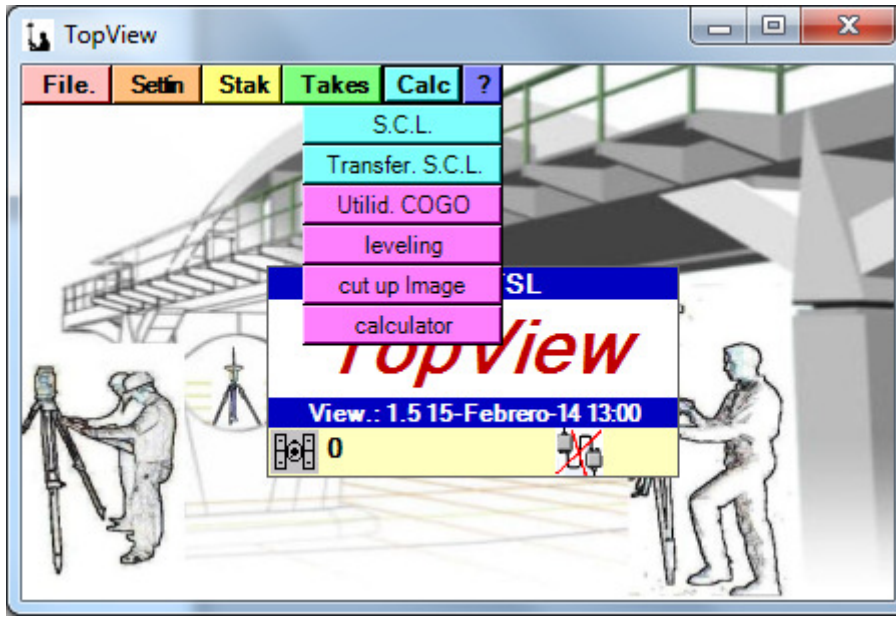 TopView
File. Settin Stak Takes Calc ?
S.C.L.
Transfer. S.C.L.
Utilid. COGO
leveling
cut up Image
calculator
SL
TopView
View.: 1.5 15-Febrero-14 13:00
0